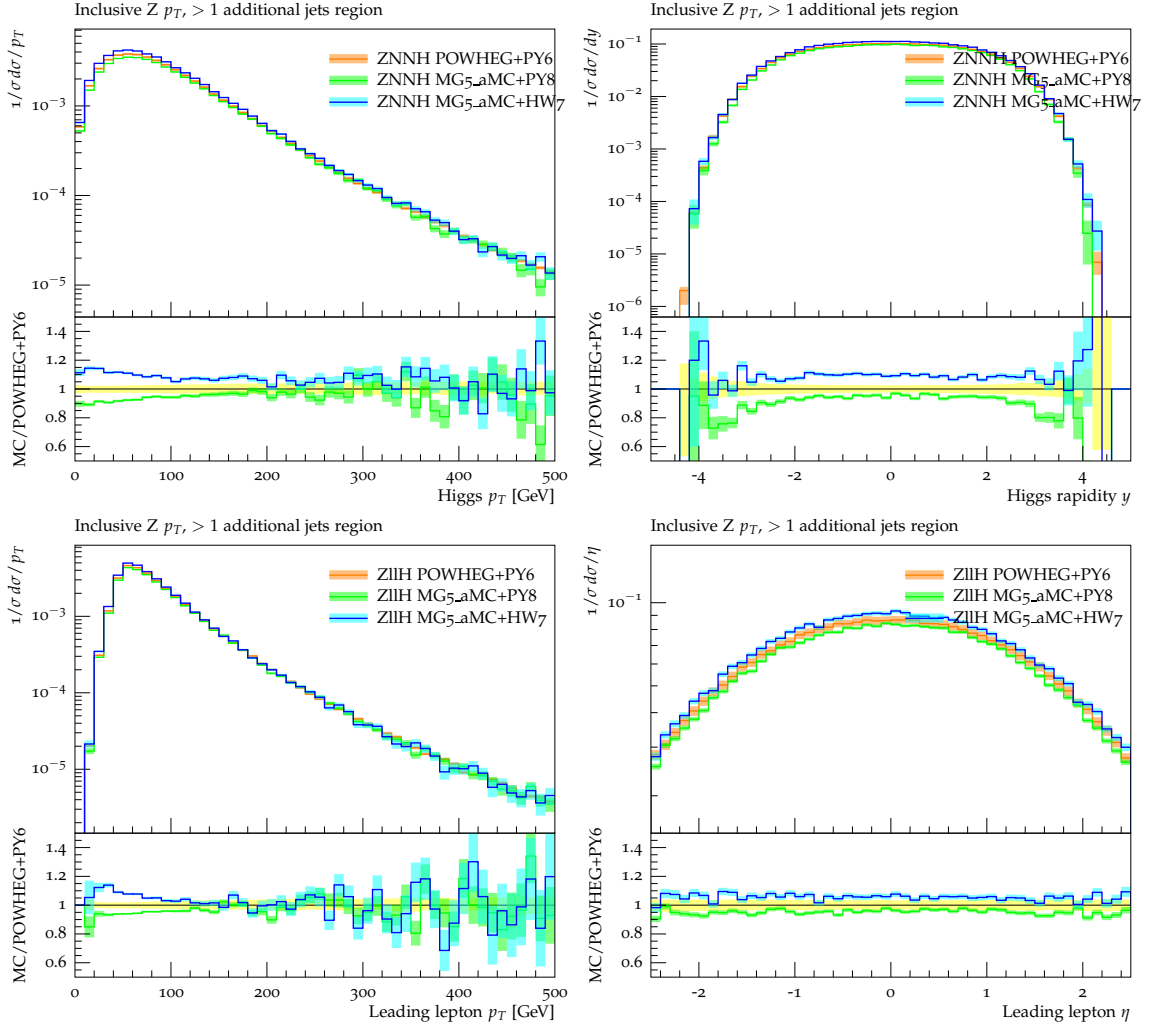 Inclusive Z pT, > 1 additional jets region
1/σ dσ/pT
10⁻³
10⁻⁴
10⁻⁵
ZNNH POWHEG+PY6
ZNNH MG5_aMC+PY8
ZNNH MG5_aMC+HW7
MC/POWHEG+PY6
1.4
1.2
1
0.8
0.6
0 100 200 300 400 500
Higgs pT [GeV]
Inclusive Z pT, > 1 additional jets region
1/σ dσ/dy
10⁻¹
10⁻²
10⁻³
10⁻⁴
10⁻⁵
10⁻⁶
ZNNH POWHEG+PY6
ZNNH MG5_aMC+PY8
ZNNH MG5_aMC+HW7
MC/POWHEG+PY6
1.4
1.2
1
0.8
0.6
-4 -2 0 2 4
Higgs rapidity y
Inclusive Z pT, > 1 additional jets region
1/σ dσ/pT
10⁻³
10⁻⁴
10⁻⁵
ZllH POWHEG+PY6
ZllH MG5_aMC+PY8
ZllH MG5_aMC+HW7
MC/POWHEG+PY6
1.4
1.2
1
0.8
0.6
0 100 200 300 400 500
Leading lepton pT [GeV]
Inclusive Z pT, > 1 additional jets region
1/σ dσ/η
10⁻¹
ZllH POWHEG+PY6
ZllH MG5_aMC+PY8
ZllH MG5_aMC+HW7
MC/POWHEG+PY6
1.4
1.2
1
0.8
0.6
-2 -1 0 1 2
Leading lepton η